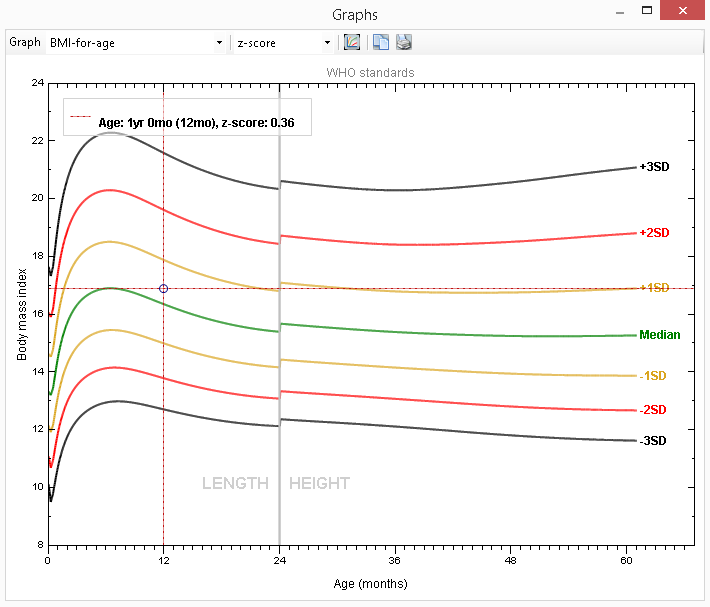 Graphs
Graph BMI-for-age z-score
WHO standards
Age: 1yr 0mo (12mo), z-score: 0.36
24
22
20
18
16
14
12
10
8
Body mass index
+3SD
+2SD
+1SD
Median
-1SD
-2SD
-3SD
LENGTH HEIGHT
0 12 24 36 48 60
Age (months)